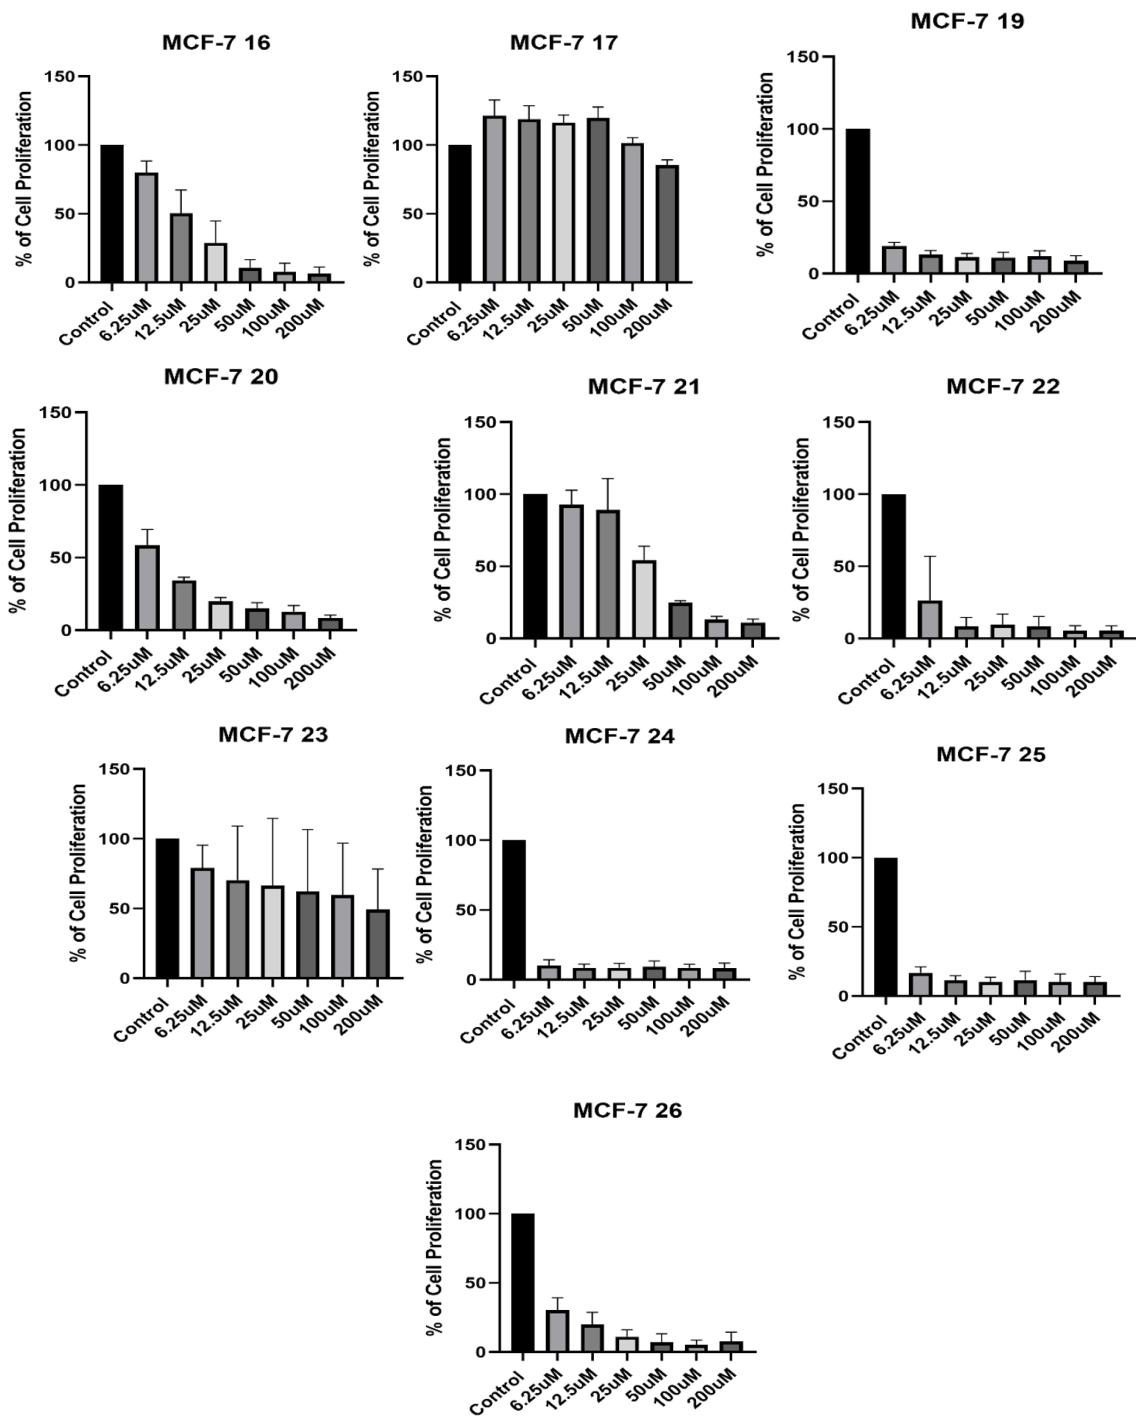 MCF-7 16
% of Cell Proliferation
150
100
50
0
Control
6.25uM
12.5uM
25uM
50uM
100uM
200uM
MCF-7 17
% of Cell Proliferation
150
100
50
0
Control
6.25uM
12.5uM
25uM
50uM
100uM
200uM
MCF-7 19
% of Cell Proliferation
150
100
50
0
Control
6.25uM
12.5uM
25uM
50uM
100uM
200uM
MCF-7 20
% of Cell Proliferation
150
100
50
0
Control
6.25uM
12.5uM
25uM
50uM
100uM
200uM
MCF-7 21
% of Cell Proliferation
150
100
50
0
Control
6.25uM
12.5uM
25uM
50uM
100uM
200uM
MCF-7 22
% of Cell Proliferation
150
100
50
0
Control
6.25uM
12.5uM
25uM
50uM
100uM
200uM
MCF-7 23
% of Cell Proliferation
150
100
50
0
Control
6.25uM
12.5uM
25uM
50uM
100uM
200uM
MCF-7 24
% of Cell Proliferation
150
100
50
0
Control
6.25uM
12.5uM
25uM
50uM
100uM
200uM
MCF-7 25
% of Cell Proliferation
150
100
50
0
Control
6.25uM
12.5uM
25uM
50uM
100uM
200uM
MCF-7 26
% of Cell Proliferation
150
100
50
0
Control
6.25uM
12.5uM
25uM
50uM
100uM
200uM